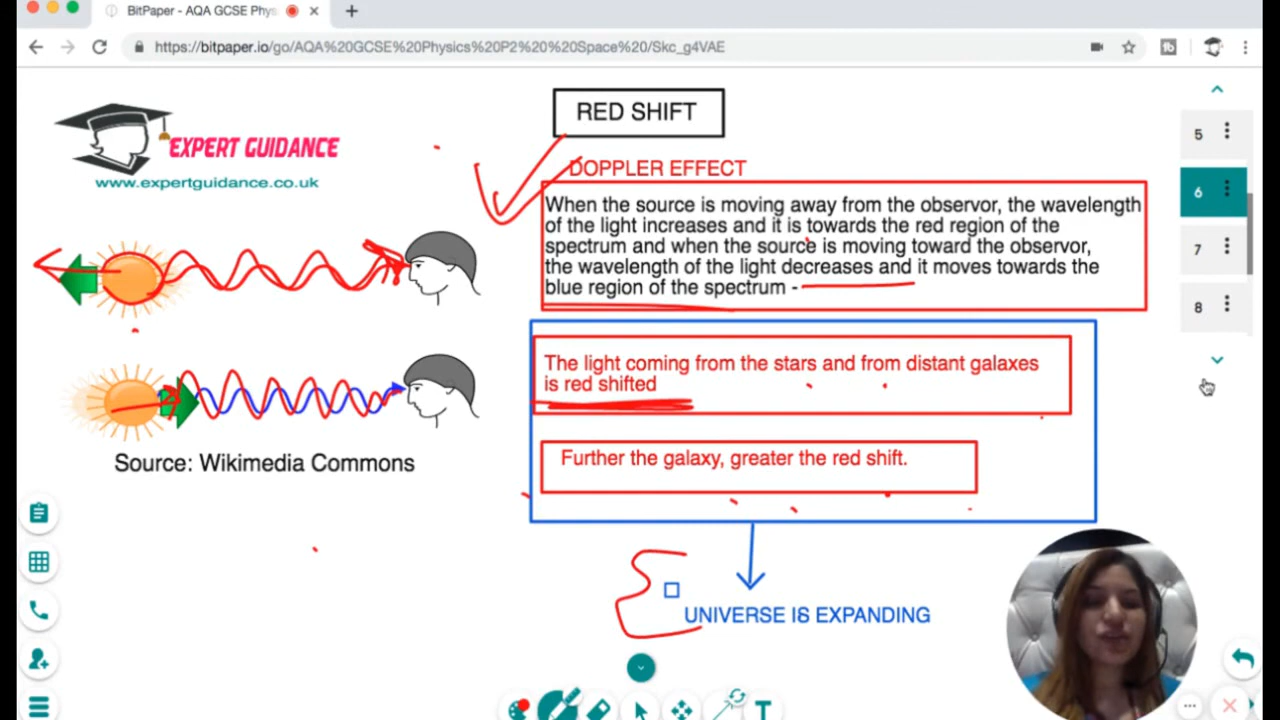 BitPaper - AQA GCSE Phys
https://bitpaper.io/go/AQA%20GCSE%20Physics%20P2%20%20Space%20/Skc_g4VAE
RED SHIFT
EXPERT GUIDANCE
www.expertguidance.co.uk
DOPPLER EFFECT
When the source is moving away from the observor, the wavelength
of the light increases and it is towards the red region of the
spectrum and when the source is moving toward the observor,
the wavelength of the light decreases and it moves towards the
blue region of the spectrum -
The light coming from the stars and from distant galaxes
is red shifted
Further the galaxy, greater the red shift.
Source: Wikimedia Commons
UNIVERSE IS EXPANDING
5
6
7
8
T